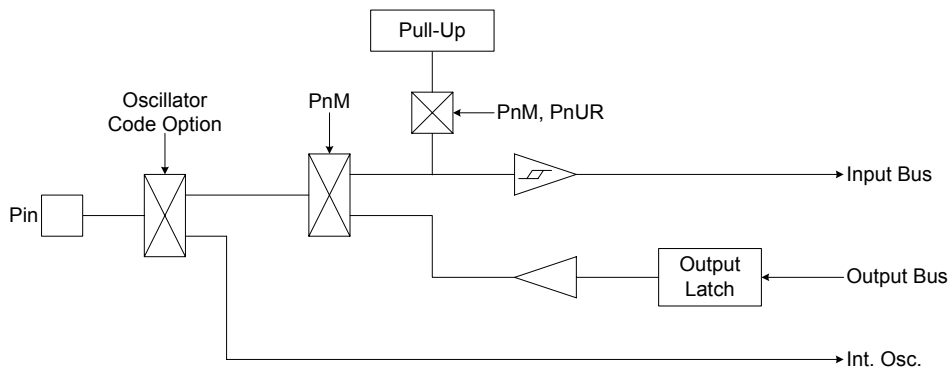 Pull-Up
Oscillator
Code Option
PnM
PnM, PnUR
Input Bus
Pin
Output
Latch
Output Bus
Int. Osc.